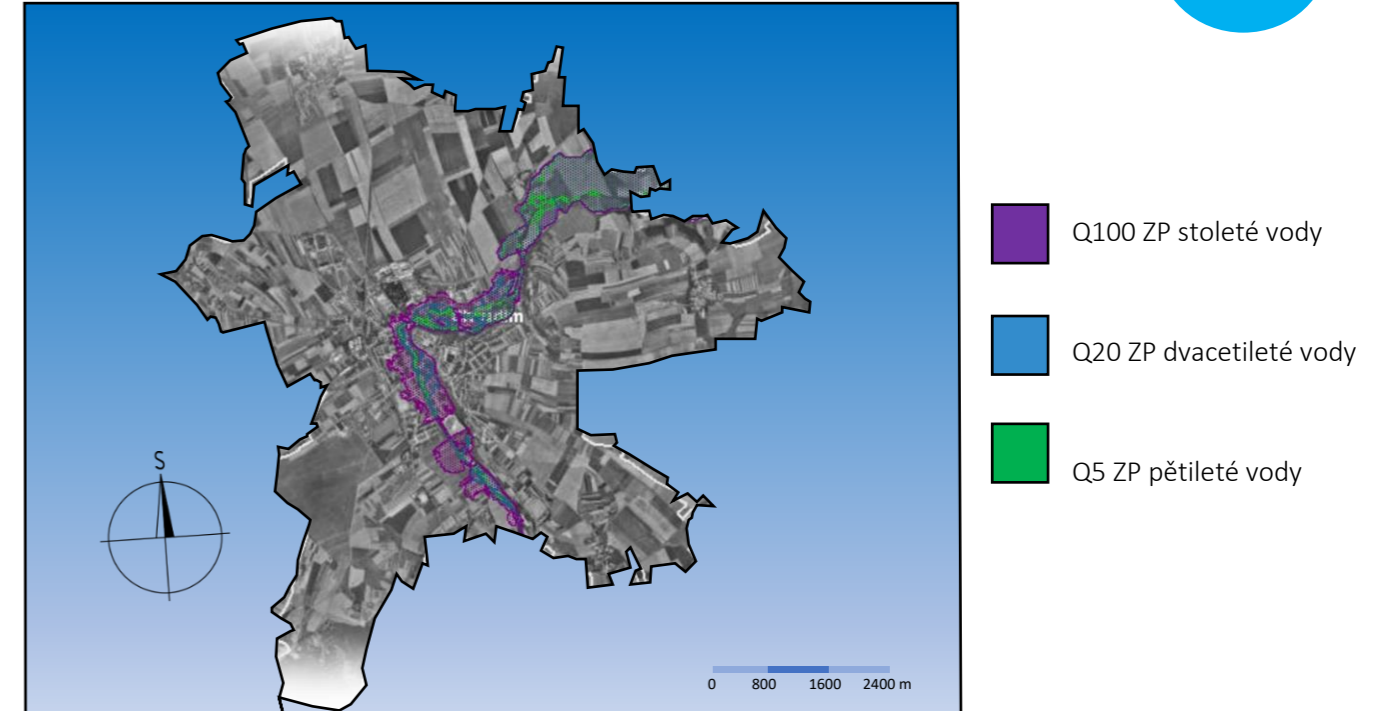 Q100 ZP stoleté vody
Q20 ZP dvacetileté vody
Q5 ZP pětileté vody
S
0 800 1600 2400 m